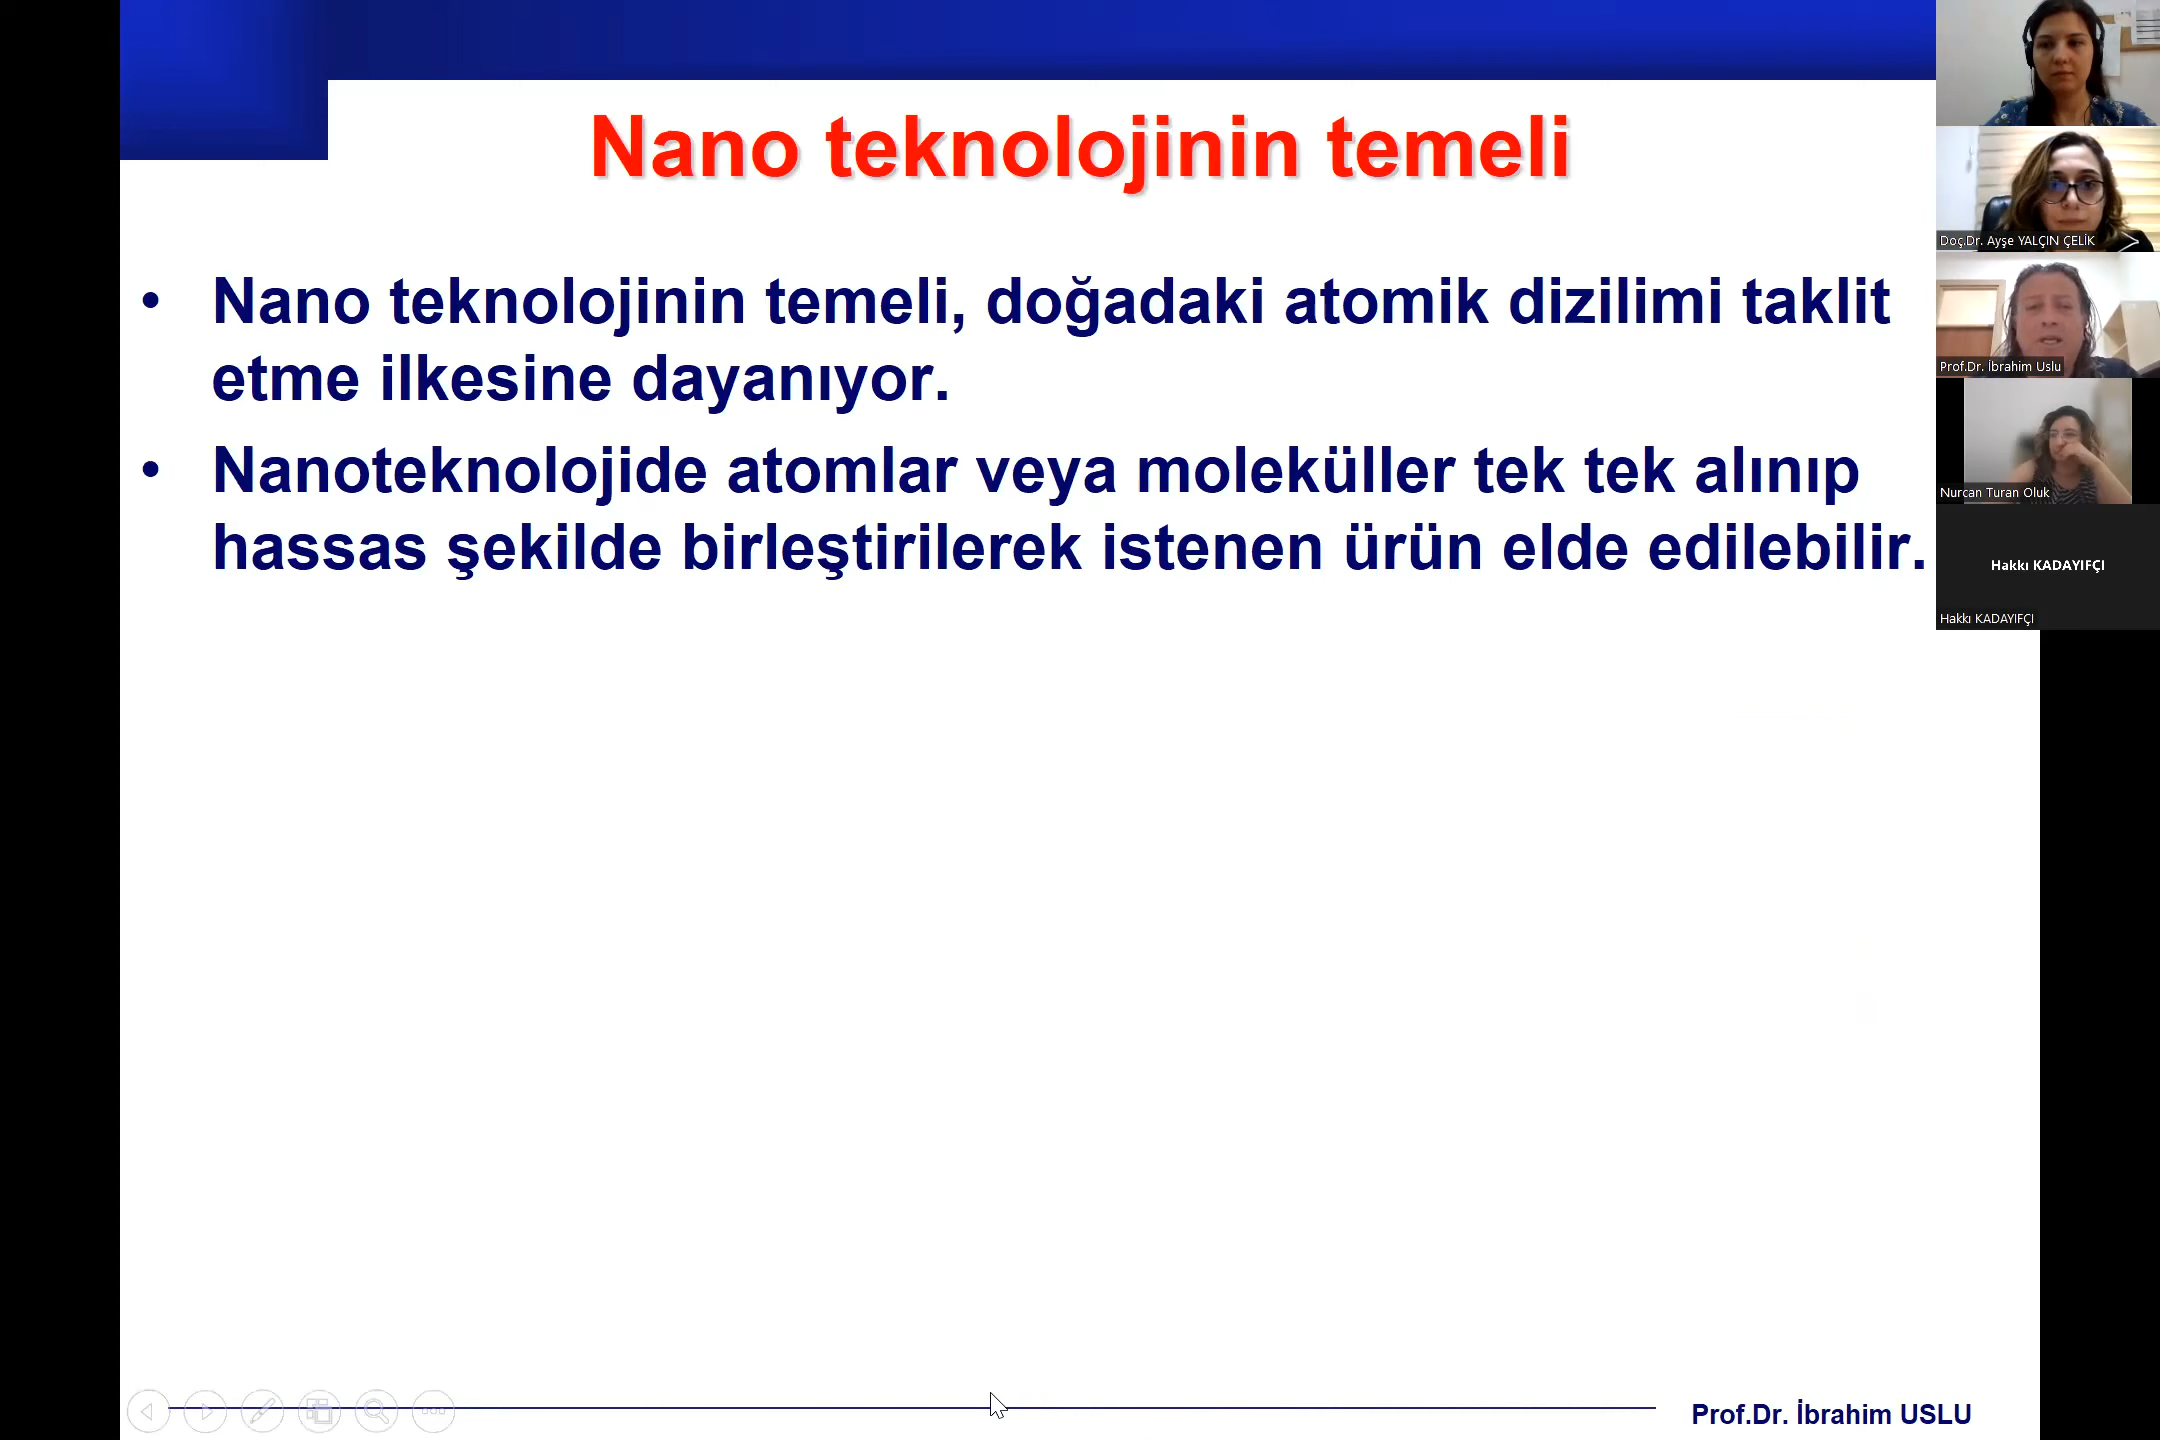 Nano teknolojinin temeli
• Nano teknolojinin temeli, doğadaki atomik dizilimi taklit
etme ilkesine dayanıyor.
• Nanoteknolojide atomlar veya moleküller tek tek alınıp
hassas şekilde birleştirilerek istenen ürün elde edilebilir.
Doç.Dr. Ayşe YALÇIN ÇELİK
Prof.Dr. İbrahim Uslu
Nurcan Turan Oluk
Hakkı KADAYIFÇI
Hakkı KADAYIFÇI
Prof.Dr. İbrahim USLU